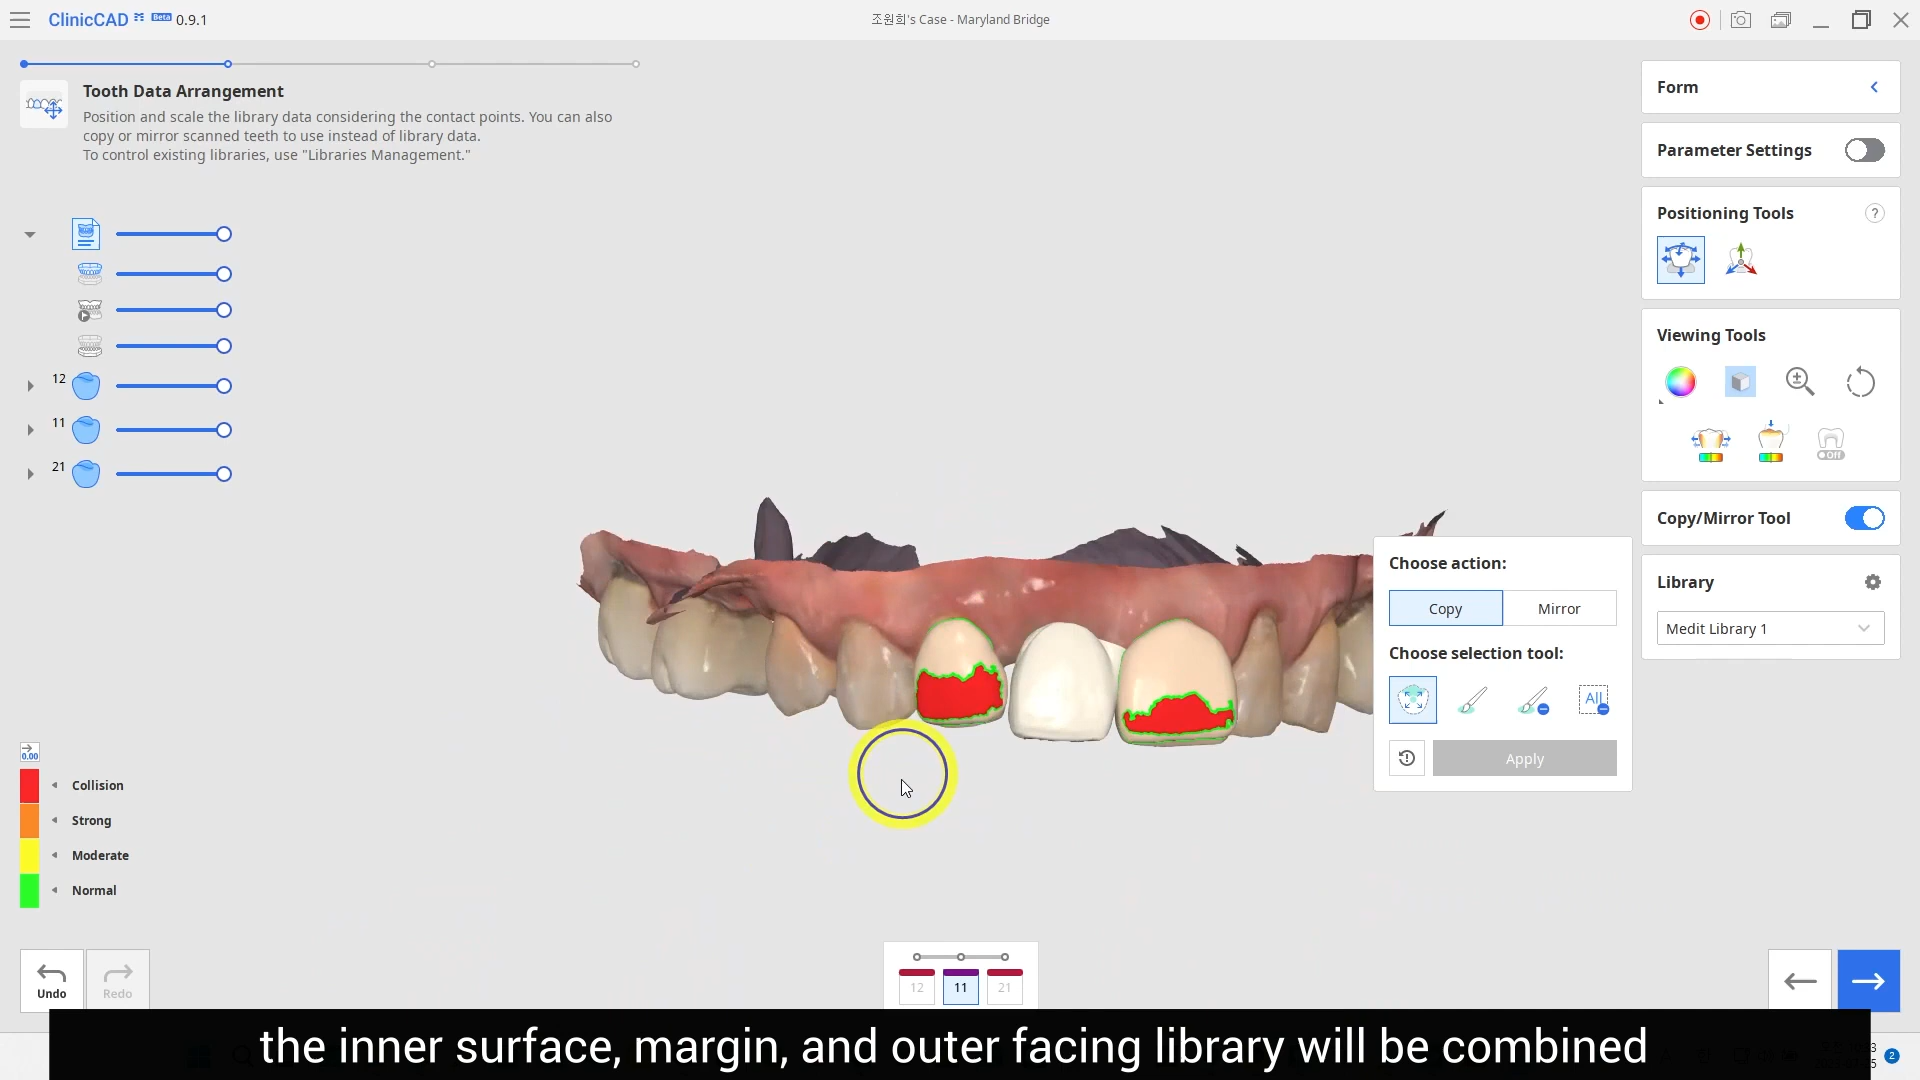 ClinicCAD Beta 0.9.1
조원희's Case - Maryland Bridge
Tooth Data Arrangement
Position and scale the library data considering the contact points. You can also
copy or mirror scanned teeth to use instead of library data.
To control existing libraries, use "Libraries Management."
12
11
21
0.00
Collision
Strong
Moderate
Normal
Undo
Redo
12 11 21
Form
Parameter Settings
Positioning Tools
?
Viewing Tools
Off
Copy/Mirror Tool
Choose action:
Copy
Mirror
Choose selection tool:
All
Apply
Library
Medit Library 1
the inner surface, margin, and outer facing library will be combined
2